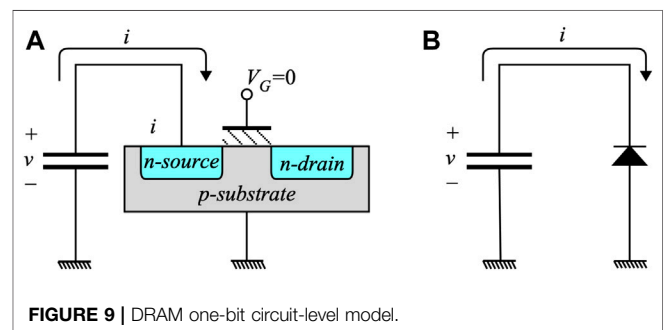 A
i
V_G=0
i
+
v
−
n-source
n-drain
p-substrate
B
i
+
v
−
FIGURE 9 | DRAM one-bit circuit-level model.